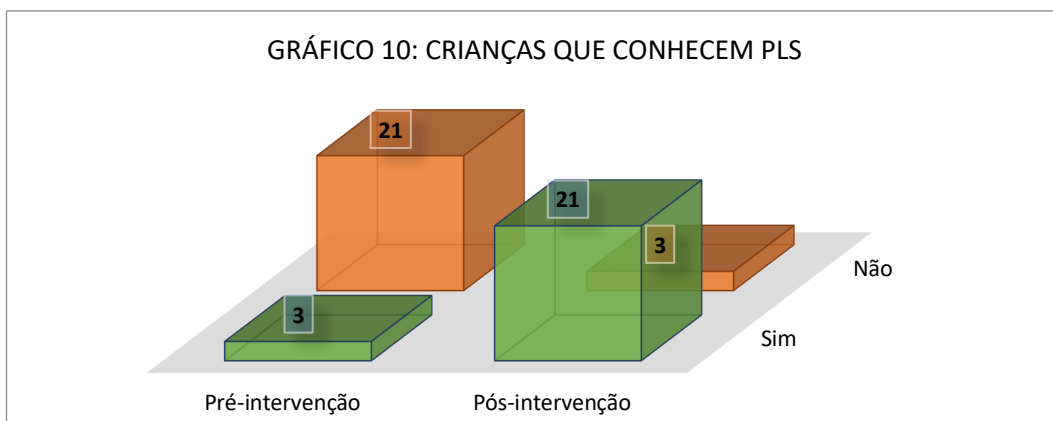 GRÁFICO 10: CRIANÇAS QUE CONHECEM PLS
21
21
3
Não
3
Sim
Pré-intervenção Pós-intervenção